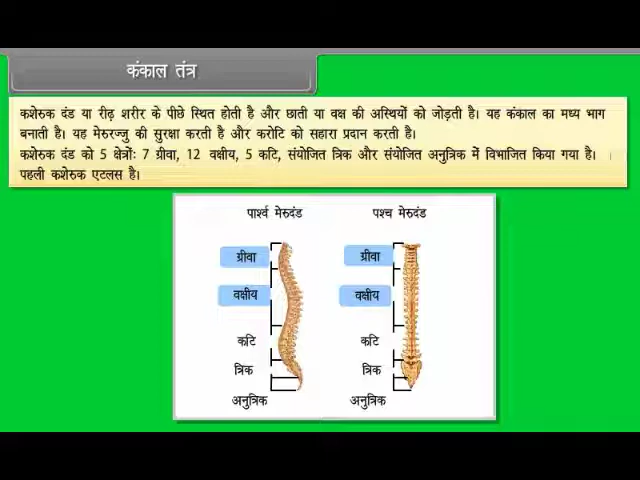 कंकाल तंत्र
कशेरुक दंड या रीढ़ शरीर के पीछे स्थित होती है और छाती या वक्ष की अस्थियों को जोड़ती है। यह कंकाल का मध्य भाग
बनाती है। यह मेरुरज्जु की सुरक्षा करती है और करोटि को सहारा प्रदान करती है।
कशेरुक दंड को 5 क्षेत्रों: 7 ग्रीवा, 12 वक्षीय, 5 कटि, संयोजित त्रिक और संयोजित अनुत्रिक में विभाजित किया गया है।
पहली कशेरुक एटलस है।
पार्श्व मेरुदंड
पश्च मेरुदंड
ग्रीवा
ग्रीवा
वक्षीय
वक्षीय
कटि
कटि
त्रिक
त्रिक
अनुत्रिक
अनुत्रिक